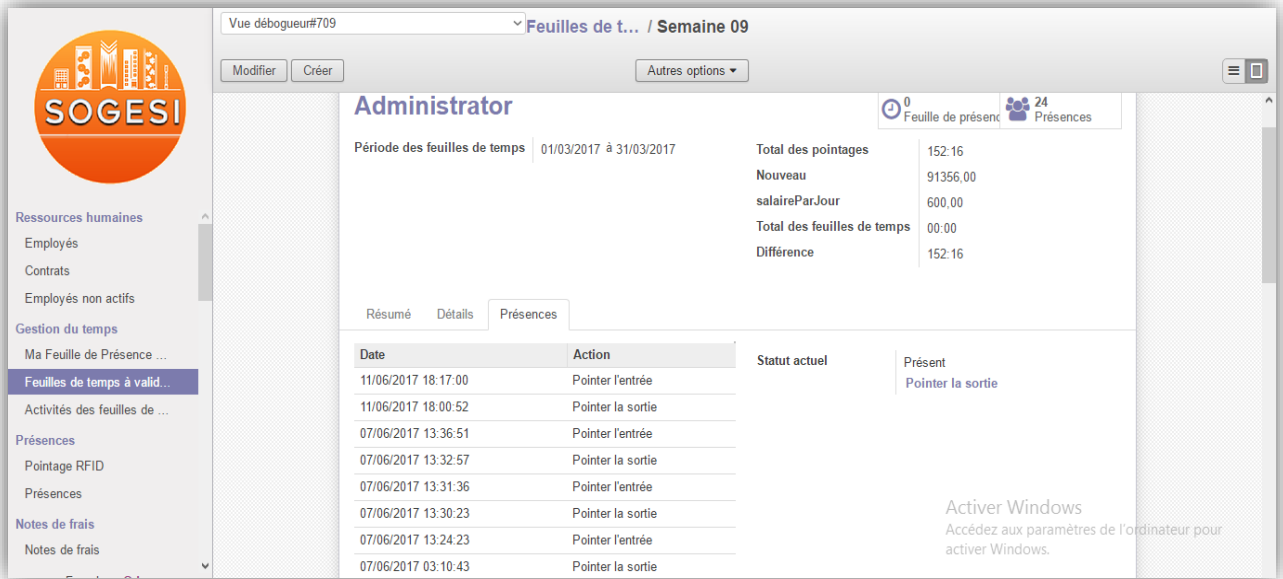 Vue débogueur#709
Feuilles de t... / Semaine 09
Modifier
Créer
Autres options
SOGESI
Ressources humaines
Employés
Contrats
Employés non actifs
Gestion du temps
Ma Feuille de Présence ...
Feuilles de temps à valid...
Activités des feuilles de ...
Présences
Pointage RFID
Présences
Notes de frais
Notes de frais
Administrator
0
Feuille de présenc
24
Présences
Période des feuilles de temps 01/03/2017 à 31/03/2017
Total des pointages 152:16
Nouveau 91356,00
salaireParJour 600,00
Total des feuilles de temps 00:00
Différence 152:16
Résumé Détails Présences
Date Action
11/06/2017 18:17:00 Pointer l'entrée
11/06/2017 18:00:52 Pointer la sortie
07/06/2017 13:36:51 Pointer l'entrée
07/06/2017 13:32:57 Pointer la sortie
07/06/2017 13:31:36 Pointer l'entrée
07/06/2017 13:30:23 Pointer la sortie
07/06/2017 13:24:23 Pointer l'entrée
07/06/2017 03:10:43 Pointer la sortie
Statut actuel Présent
Pointer la sortie
Activer Windows
Accédez aux paramètres de l'ordinateur pour
activer Windows.